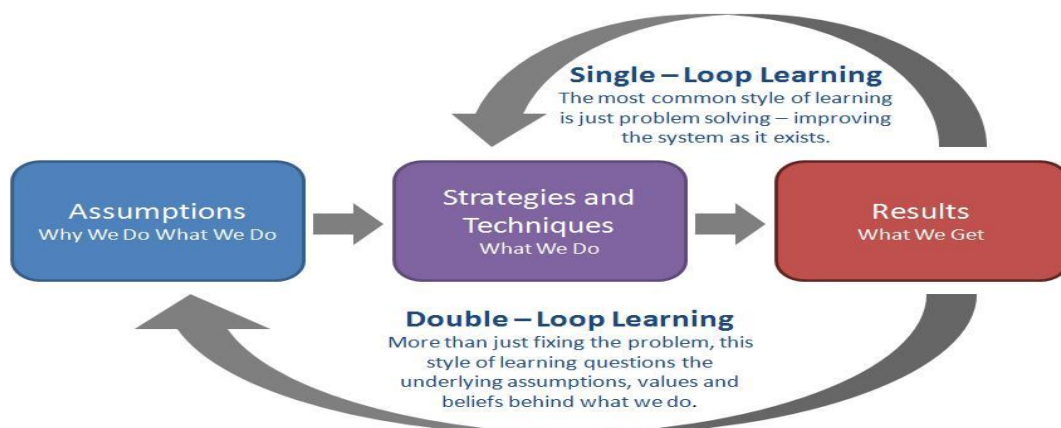 Single – Loop Learning
The most common style of learning
is just problem solving – improving
the system as it exists.
Assumptions
Why We Do What We Do
Strategies and
Techniques
What We Do
Results
What We Get
Double – Loop Learning
More than just fixing the problem, this
style of learning questions the
underlying assumptions, values and
beliefs behind what we do.